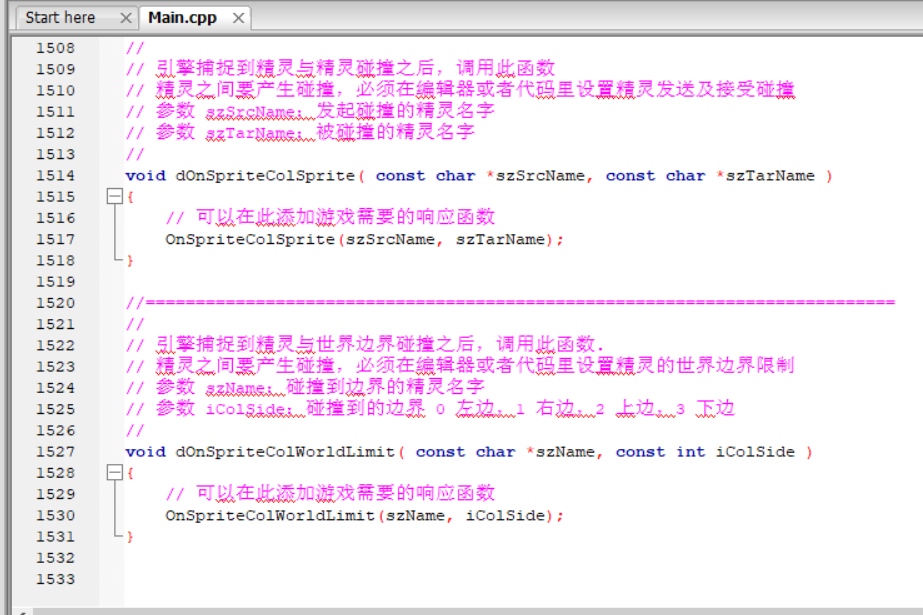 Start here × Main.cpp ×
1508 //
1509 // 引擎捕捉到精灵与精灵碰撞之后，调用此函数
1510 // 精灵之间要产生碰撞，必须在编辑器或者代码里设置精灵发送及接受碰撞
1511 // 参数 szSrcName：发起碰撞的精灵名字
1512 // 参数 szTarName：被碰撞的精灵名字
1513 //
1514 void dOnSpriteColSprite( const char *szSrcName, const char *szTarName )
1515 {
1516 // 可以在此添加游戏需要的响应函数
1517 OnSpriteColSprite(szSrcName, szTarName);
1518 }
1519
1520 //===========================================================================
1521 //
1522 // 引擎捕捉到精灵与世界边界碰撞之后，调用此函数.
1523 // 精灵之间要产生碰撞，必须在编辑器或者代码里设置精灵的世界边界限制
1524 // 参数 szName：碰撞到边界的精灵名字
1525 // 参数 iColSide：碰撞到的边界 0 左边，1 右边，2 上边，3 下边
1526 //
1527 void dOnSpriteColWorldLimit( const char *szName, const int iColSide )
1528 {
1529 // 可以在此添加游戏需要的响应函数
1530 OnSpriteColWorldLimit(szName, iColSide);
1531 }
1532
1533